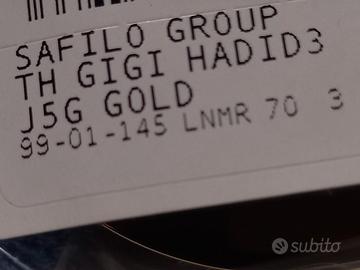 SAFILO GROUP
TH GIGI HADID3
J5G GOLD
99-01-145 LNMR 70 3
subito